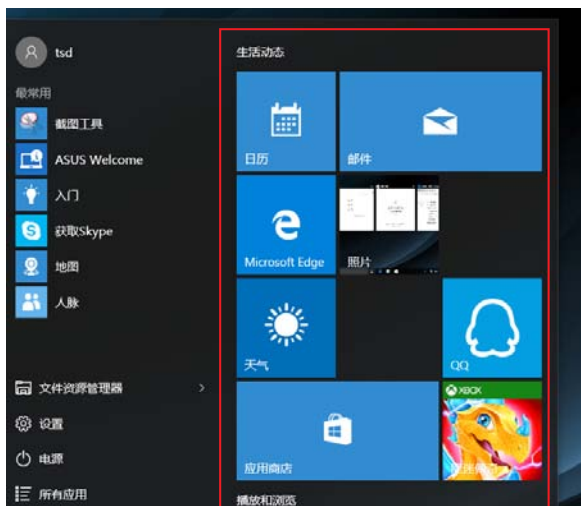 tsd
最常用
截图工具
ASUS Welcome
入门
获取Skype
地图
人脉
文件资源管理器
设置
电源
所有应用
生活动态
日历
邮件
Microsoft Edge
照片
天气
QQ
应用商店
XBOX
播放和浏览